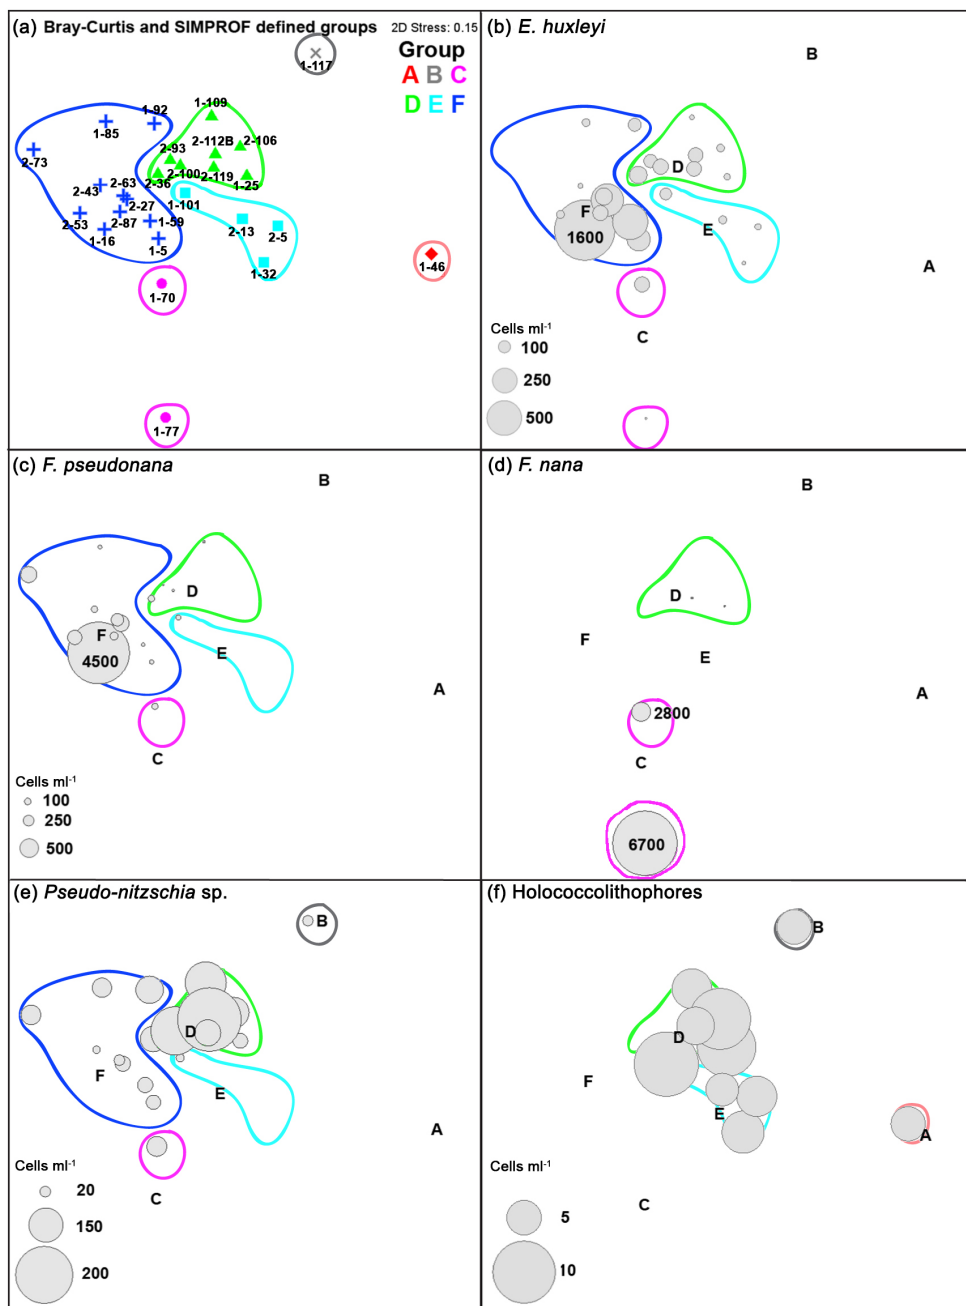 (a) Bray-Curtis and SIMPROF defined groups 2D Stress: 0.15
Group
A B C
D E F
1-117
1-109
1-92
1-85
2-112B 2-106
2-93
2-73
2-100 2-119
2-36 1-25
2-63
2-43
2-27
1-101
2-53 2-87 1-59
2-13 2-5
1-16
1-5
1-32
1-46
1-70
1-77
(b) E. huxleyi
B
D
F
E
1600
A
C
Cells ml-1
100
250
500
(c) F. pseudonana
B
D
F
E
4500
A
C
Cells ml-1
100
250
500
(d) F. nana
B
D
F
E
A
2800
C
6700
(e) Pseudo-nitzschia sp.
B
D
F
E
A
C
Cells ml-1
20
150
200
(f) Holococcolithophores
B
D
F
E
A
C
Cells ml-1
5
10